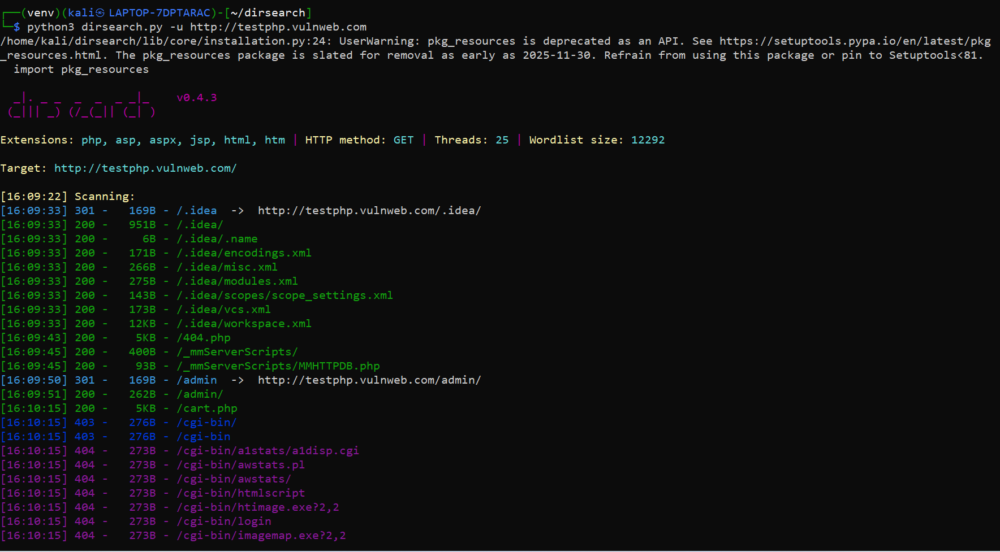 ┌──(venv)(kali㉿LAPTOP-7DPTARAC)-[~/dirsearch]
└─$ python3 dirsearch.py -u http://testphp.vulnweb.com
/home/kali/dirsearch/lib/core/installation.py:24: UserWarning: pkg_resources is deprecated as an API. See https://setuptools.pypa.io/en/latest/pkg
_resources.html. The pkg_resources package is slated for removal as early as 2025-11-30. Refrain from using this package or pin to Setuptools<81.
  import pkg_resources

  _|. _ _  _  _  _ _|_    v0.4.3
 (_||| _) (/_(_|| (_| )

Extensions: php, asp, aspx, jsp, html, htm | HTTP method: GET | Threads: 25 | Wordlist size: 12292

Target: http://testphp.vulnweb.com/

[16:09:22] Scanning:
[16:09:33] 301 -   169B - /.idea  ->  http://testphp.vulnweb.com/.idea/
[16:09:33] 200 -   951B - /.idea/
[16:09:33] 200 -     6B - /.idea/.name
[16:09:33] 200 -   171B - /.idea/encodings.xml
[16:09:33] 200 -   266B - /.idea/misc.xml
[16:09:33] 200 -   275B - /.idea/modules.xml
[16:09:33] 200 -   143B - /.idea/scopes/scope_settings.xml
[16:09:33] 200 -   173B - /.idea/vcs.xml
[16:09:33] 200 -   12KB - /.idea/workspace.xml
[16:09:43] 200 -    5KB - /404.php
[16:09:45] 200 -   400B - /_mmServerScripts/
[16:09:45] 200 -    93B - /_mmServerScripts/MMHTTPDB.php
[16:09:50] 301 -   169B - /admin  ->  http://testphp.vulnweb.com/admin/
[16:09:51] 200 -   262B - /admin/
[16:10:15] 200 -    5KB - /cart.php
[16:10:15] 403 -   276B - /cgi-bin/
[16:10:15] 403 -   276B - /cgi-bin
[16:10:15] 404 -   273B - /cgi-bin/a1stats/a1disp.cgi
[16:10:15] 404 -   273B - /cgi-bin/awstats.pl
[16:10:15] 404 -   273B - /cgi-bin/awstats/
[16:10:15] 404 -   273B - /cgi-bin/htmlscript
[16:10:15] 404 -   273B - /cgi-bin/htimage.exe?2,2
[16:10:15] 404 -   273B - /cgi-bin/login
[16:10:15] 404 -   273B - /cgi-bin/imagemap.exe?2,2